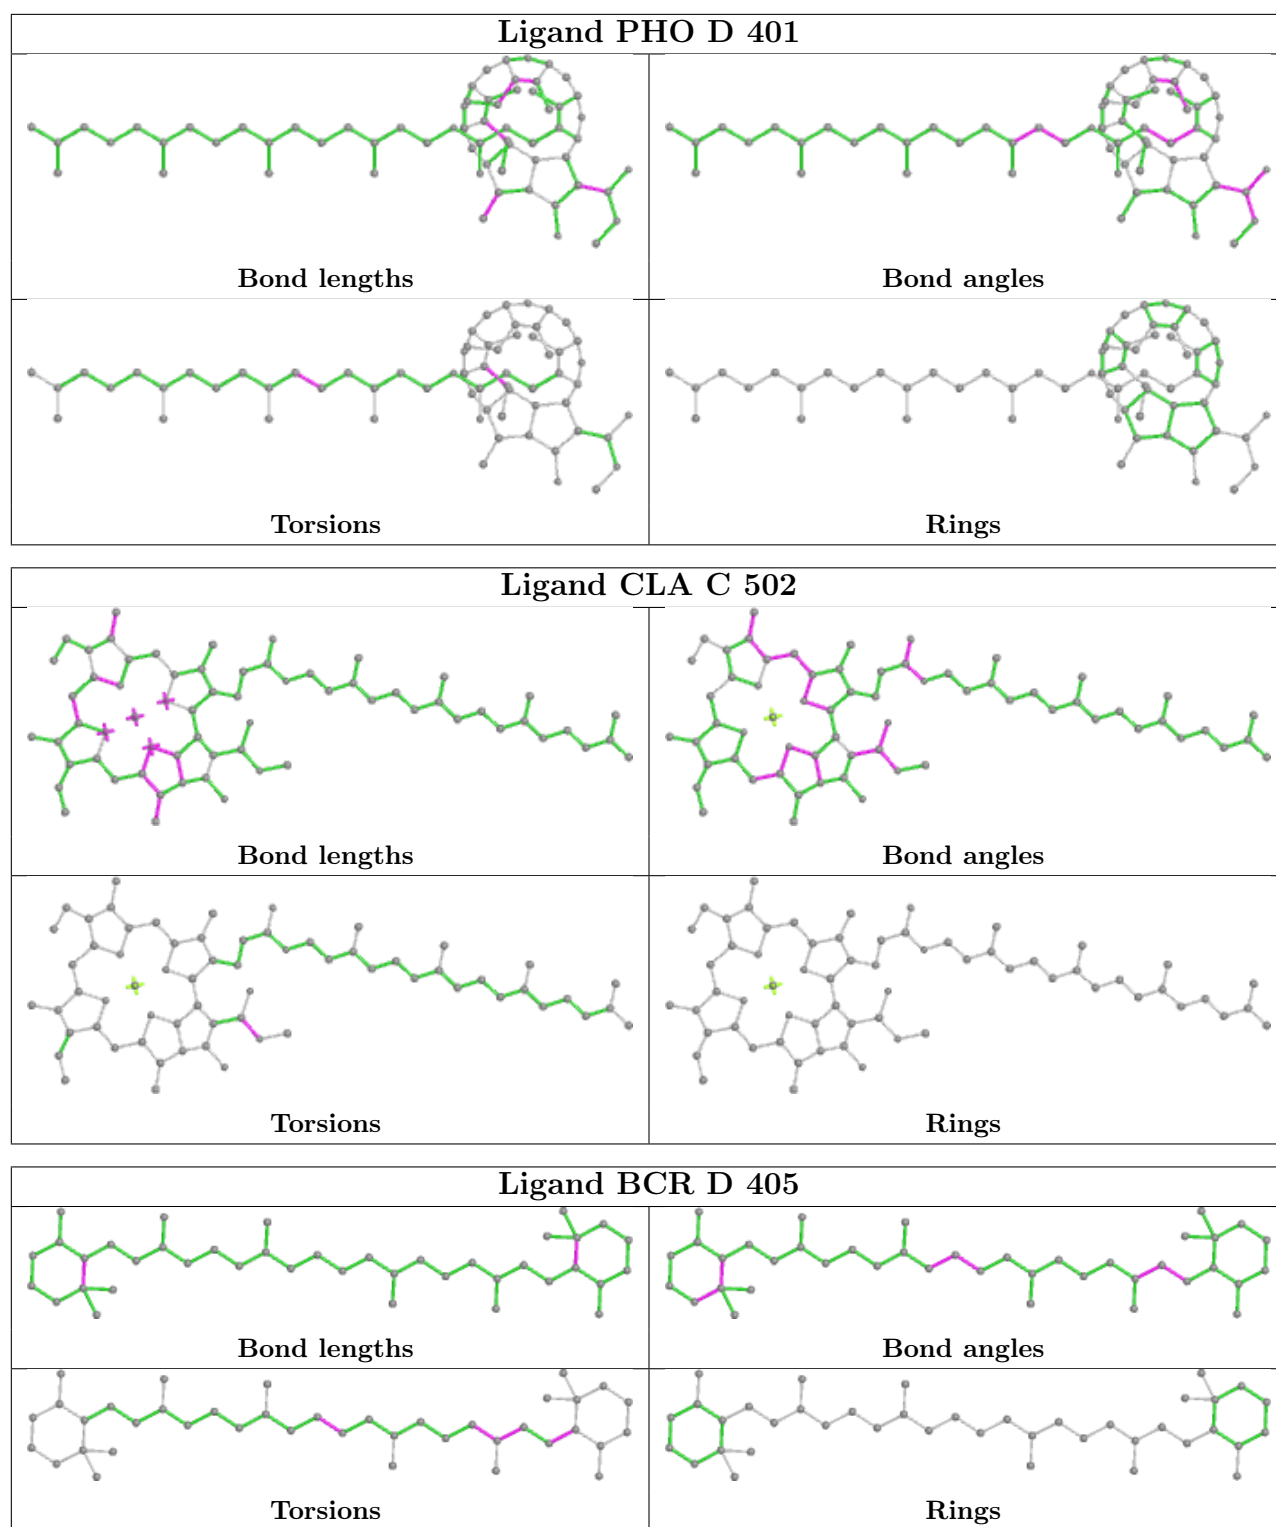 Ligand PHO D 401
Bond lengths
Bond angles
Torsions
Rings
Ligand CLA C 502
Bond lengths
Bond angles
Torsions
Rings
Ligand BCR D 405
Bond lengths
Bond angles
Torsions
Rings